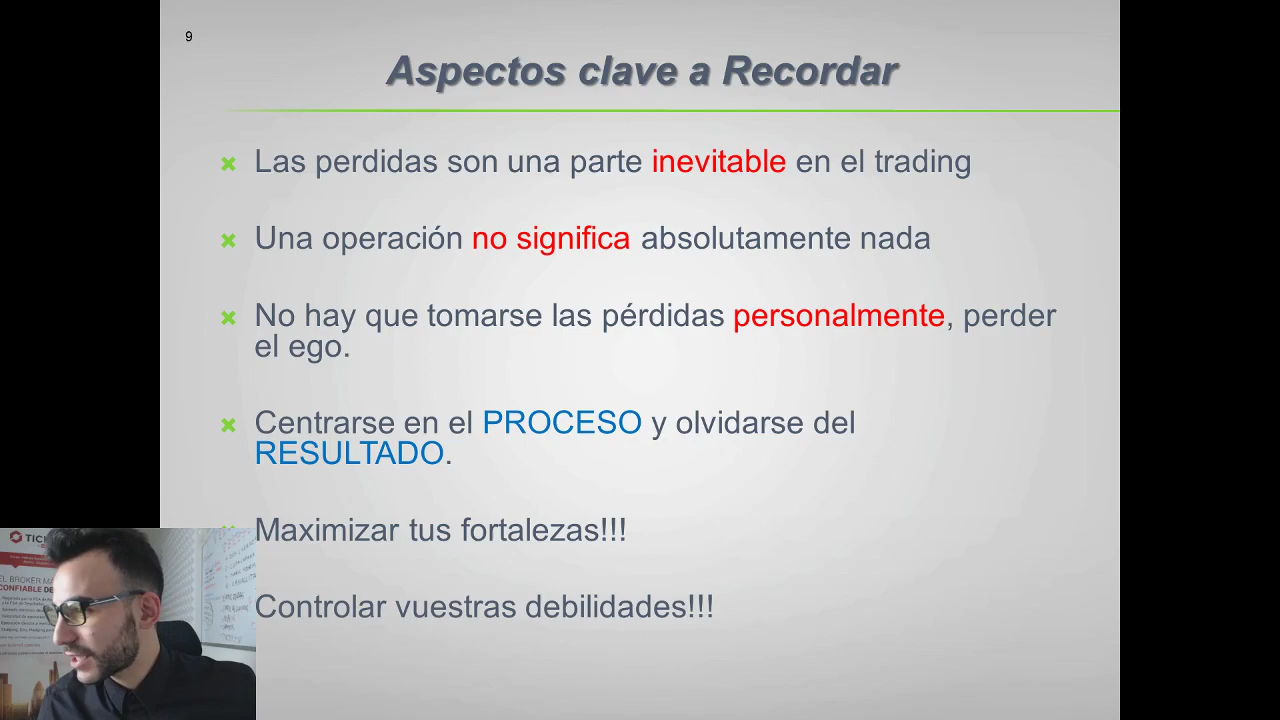 9
Aspectos clave a Recordar
Las perdidas son una parte inevitable en el trading
Una operación no significa absolutamente nada
No hay que tomarse las pérdidas personalmente, perder
el ego.
Centrarse en el PROCESO y olvidarse del
RESULTADO.
Maximizar tus fortalezas!!!
Controlar vuestras debilidades!!!
TICK
EL BROKER MÁ
CONFIABLE DE